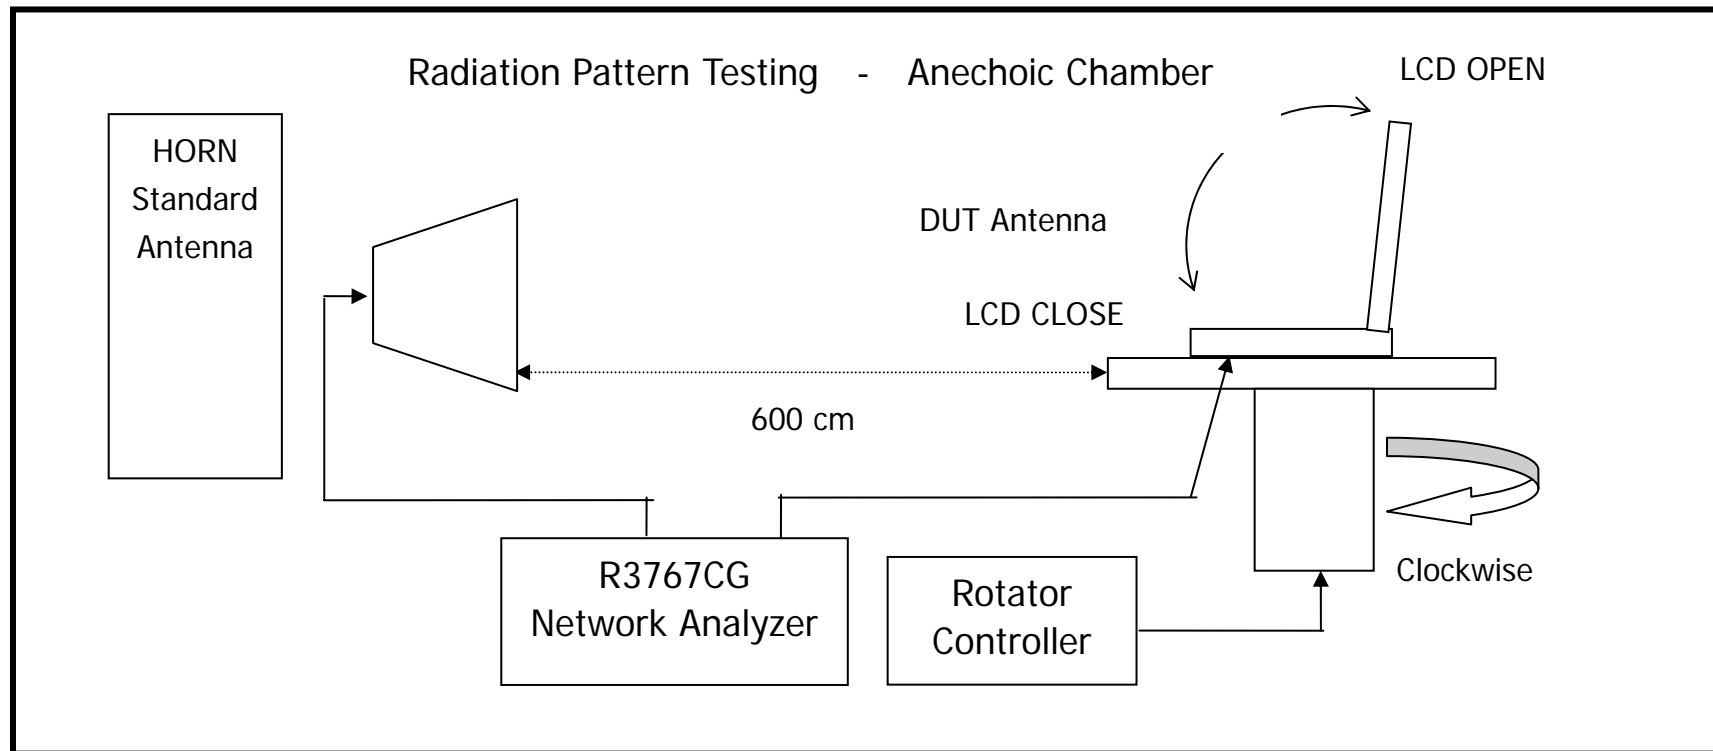 Radiation Pattern Testing - Anechoic Chamber
LCD OPEN
HORN
Standard
Antenna
DUT Antenna
LCD CLOSE
600 cm
R3767CG
Network Analyzer
Rotator
Controller
Clockwise